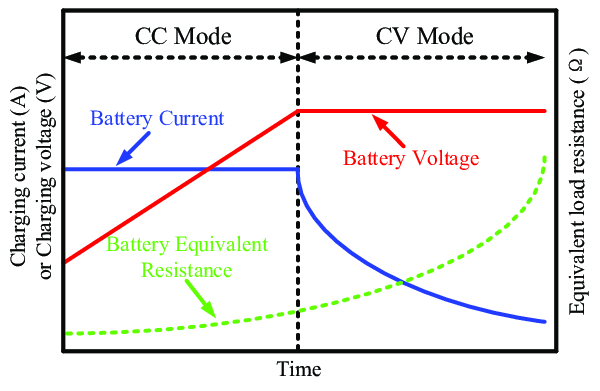 CC Mode
CV Mode
Charging current (A)
or Charging voltage (V)
Battery Current
Battery Voltage
Battery Equivalent
Resistance
Equivalent load resistance ( Ω )
Time